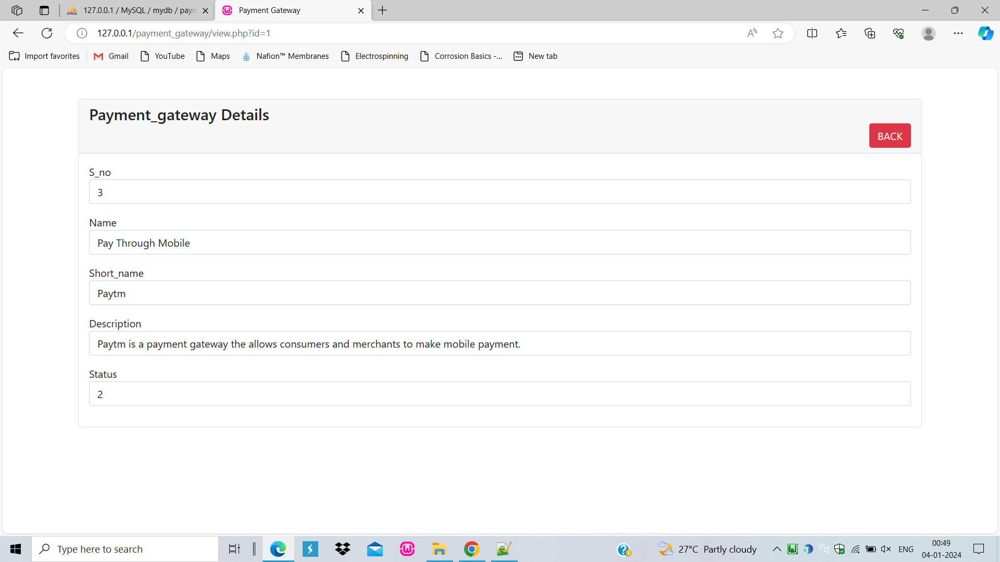 127.0.0.1 / MySQL / mydb / payn
Payment Gateway
127.0.0.1/payment_gateway/view.php?id=1
Import favorites
Gmail
YouTube
Maps
Nafion™ Membranes
Electrospinning
Corrosion Basics -...
New tab
Payment_gateway Details
BACK
S_no
3
Name
Pay Through Mobile
Short_name
Paytm
Description
Paytm is a payment gateway the allows consumers and merchants to make mobile payment.
Status
2
Type here to search
27°C Partly cloudy
ENG
00:49
04-01-2024